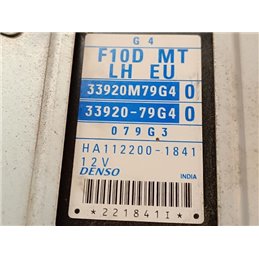 G 4
F10D MT
LH EU
33920M79G4 0
33920-79G4 0
079G3
HA112200-1841
12V
DENSO INDIA
*221841I*